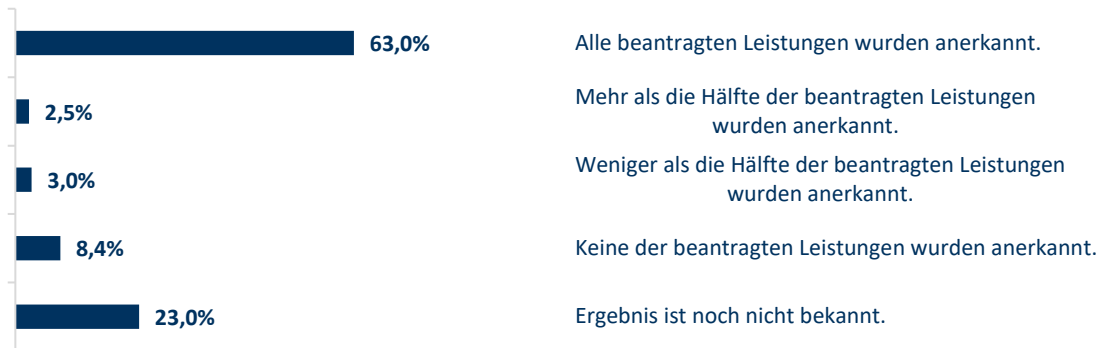 63,0%
Alle beantragten Leistungen wurden anerkannt.
2,5%
Mehr als die Hälfte der beantragten Leistungen
wurden anerkannt.
3,0%
Weniger als die Hälfte der beantragten Leistungen
wurden anerkannt.
8,4%
Keine der beantragten Leistungen wurden anerkannt.
23,0%
Ergebnis ist noch nicht bekannt.